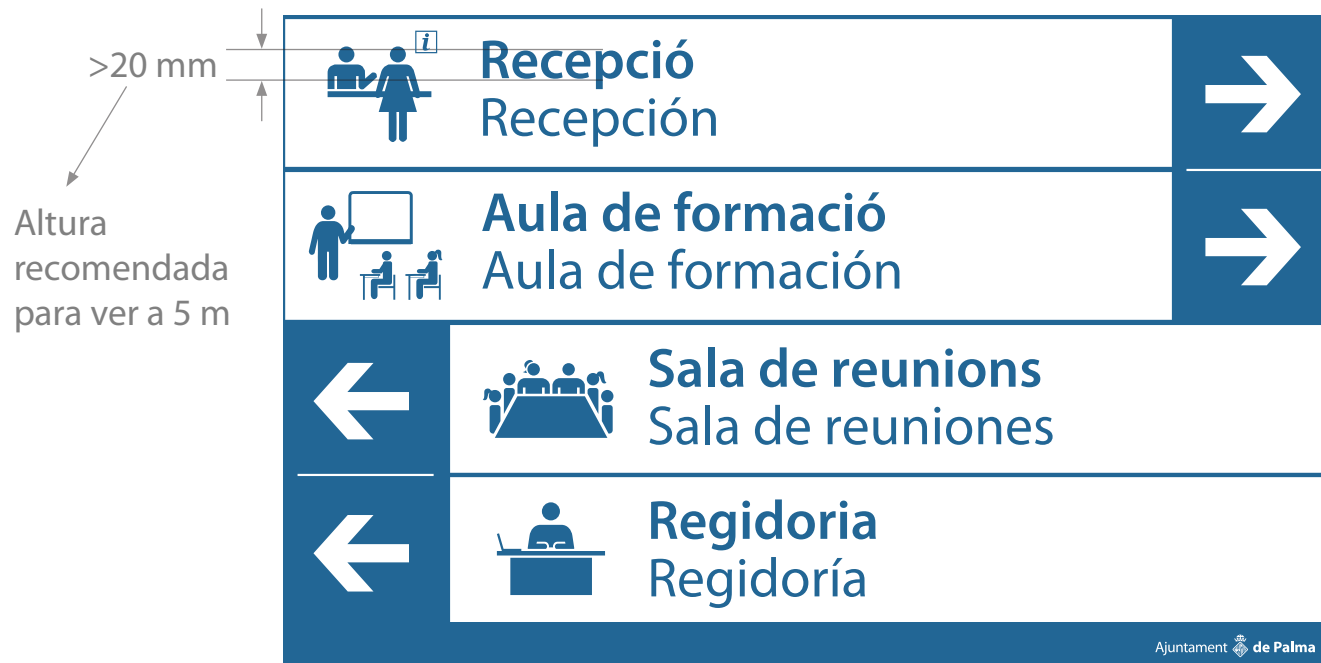 >20 mm
Altura
recomendada
para ver a 5 m
i
Recepció
Recepción
Aula de formació
Aula de formación
Sala de reunions
Sala de reuniones
Regidoria
Regidoría
Ajuntament de Palma